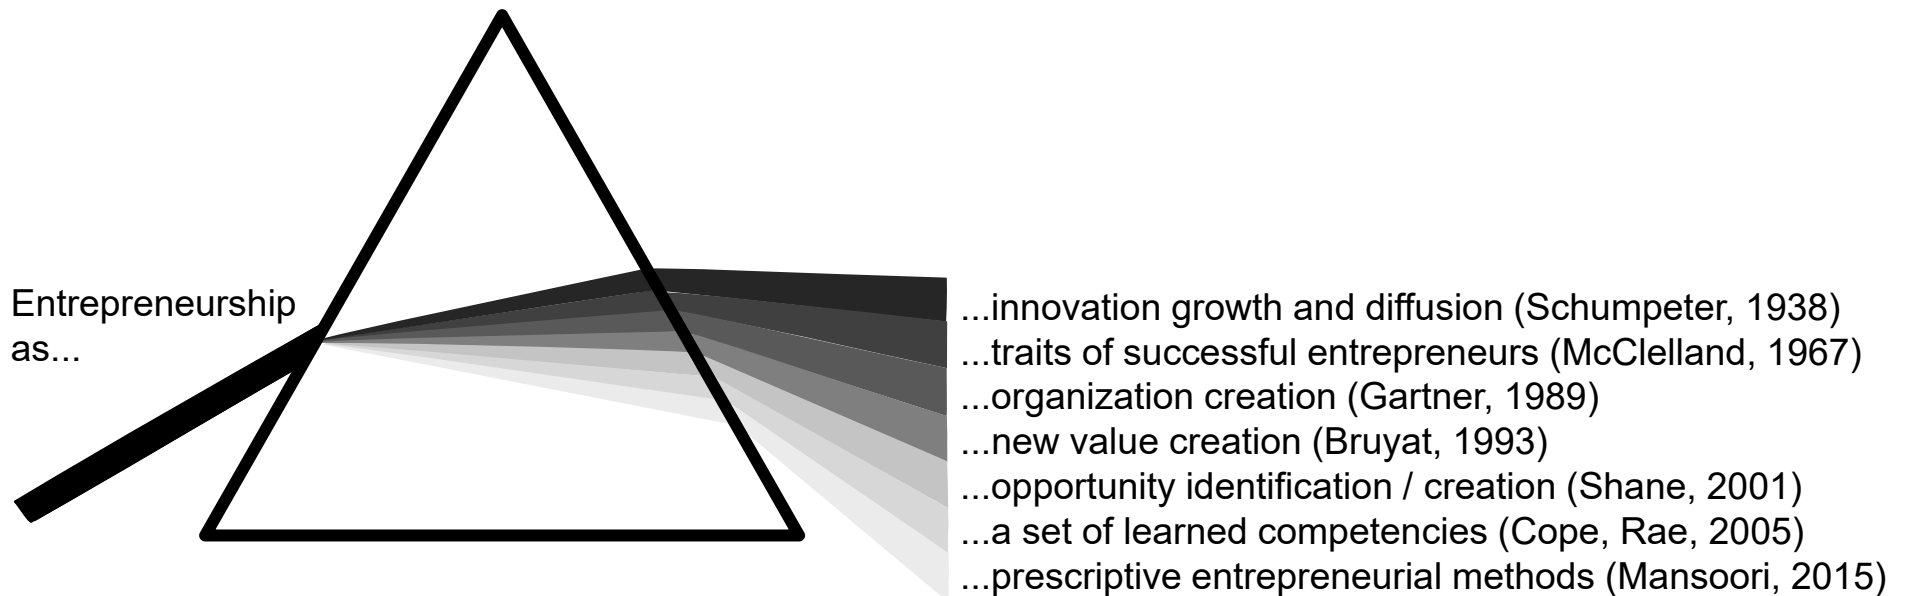 Entrepreneurship
as...
...innovation growth and diffusion (Schumpeter, 1938)
...traits of successful entrepreneurs (McClelland, 1967)
...organization creation (Gartner, 1989)
...new value creation (Bruyat, 1993)
...opportunity identification / creation (Shane, 2001)
...a set of learned competencies (Cope, Rae, 2005)
...prescriptive entrepreneurial methods (Mansoori, 2015)